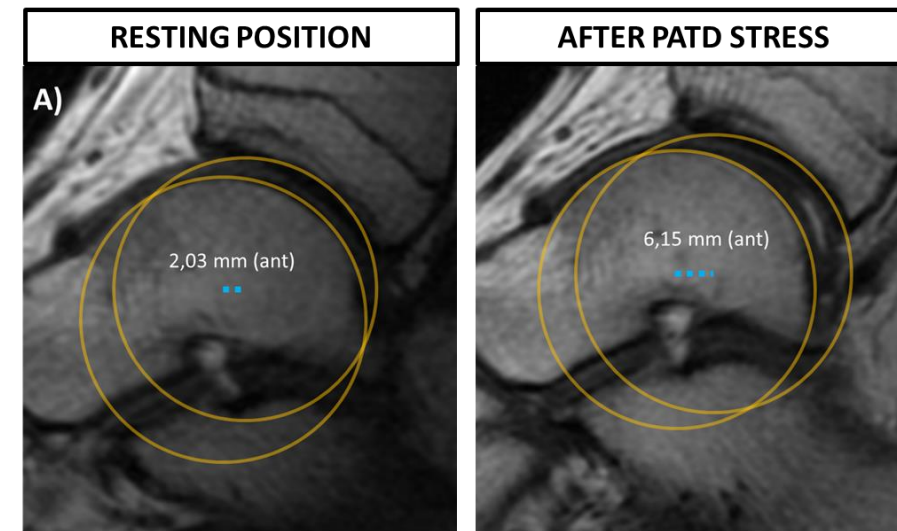 RESTING POSITION
AFTER PATD STRESS
A)
2,03 mm (ant)
6,15 mm (ant)